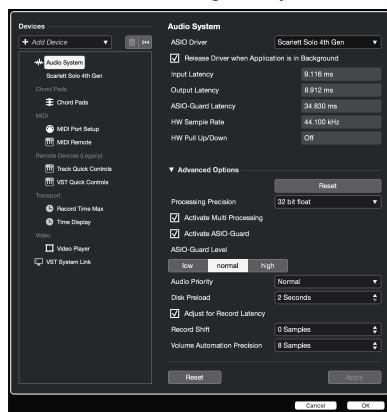 Devices
+ Add Device
Audio System
Scarlett Solo 4th Gen
Chord Pads
Chord Pads
MIDI
MIDI Port Setup
MIDI Remote
Remote Devices (Legacy)
Track Quick Controls
VST Quick Controls
Transport
Record Time Max
Time Display
Video
Video Player
VST System Link
Audio System
ASIO Driver Scarlett Solo 4th Gen
Release Driver when Application is in Background
Input Latency 9.116 ms
Output Latency 8.912 ms
ASIO-Guard Latency 34.830 ms
HW Sample Rate 44.100 kHz
HW Pull Up/Down Off
Advanced Options
Reset
Processing Precision 32 bit float
Activate Multi Processing
Activate ASIO-Guard
ASIO-Guard Level
low normal high
Audio Priority Normal
Disk Preload 2 Seconds
Adjust for Record Latency
Record Shift 0 Samples
Volume Automation Precision 8 Samples
Reset Apply
Cancel OK